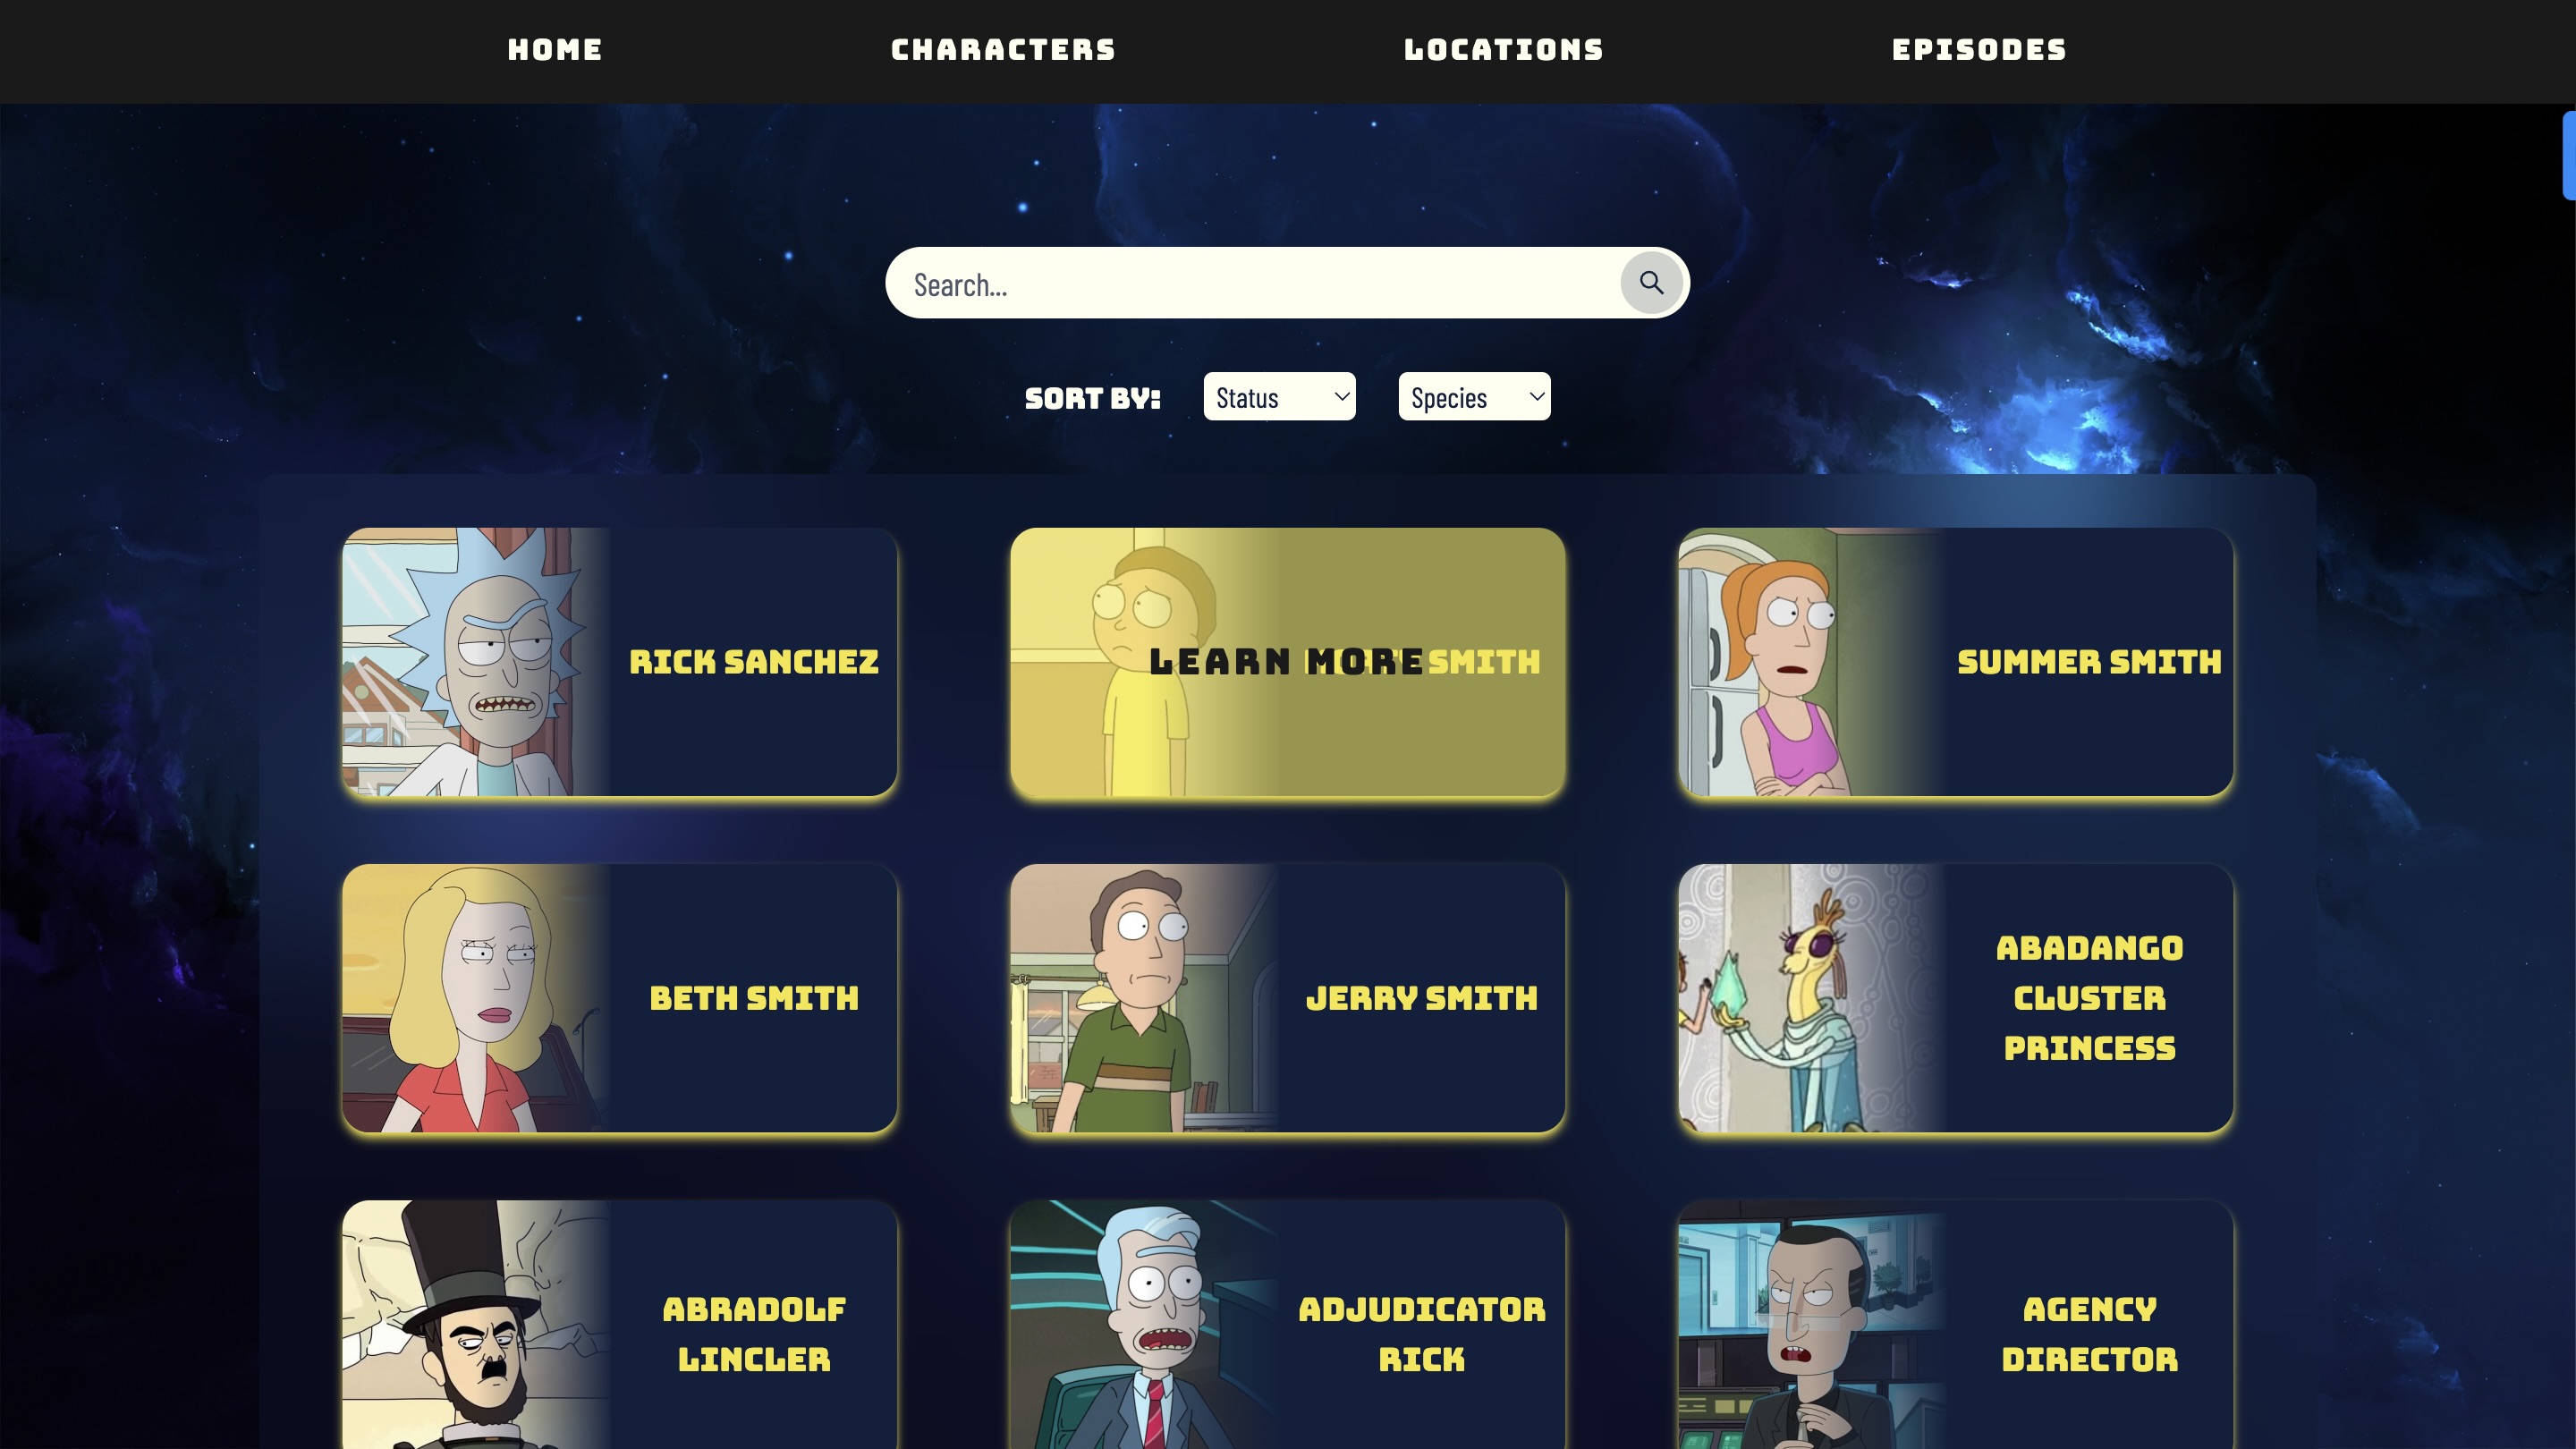 HOME
CHARACTERS
LOCATIONS
EPISODES
Search...
SORT BY:
Status
Species
RICK SANCHEZ
LEARN MORE
SMITH
SUMMER SMITH
BETH SMITH
JERRY SMITH
ABADANGO
CLUSTER
PRINCESS
ABRADOLF
LINCLER
ADJUDICATOR
RICK
AGENCY
DIRECTOR